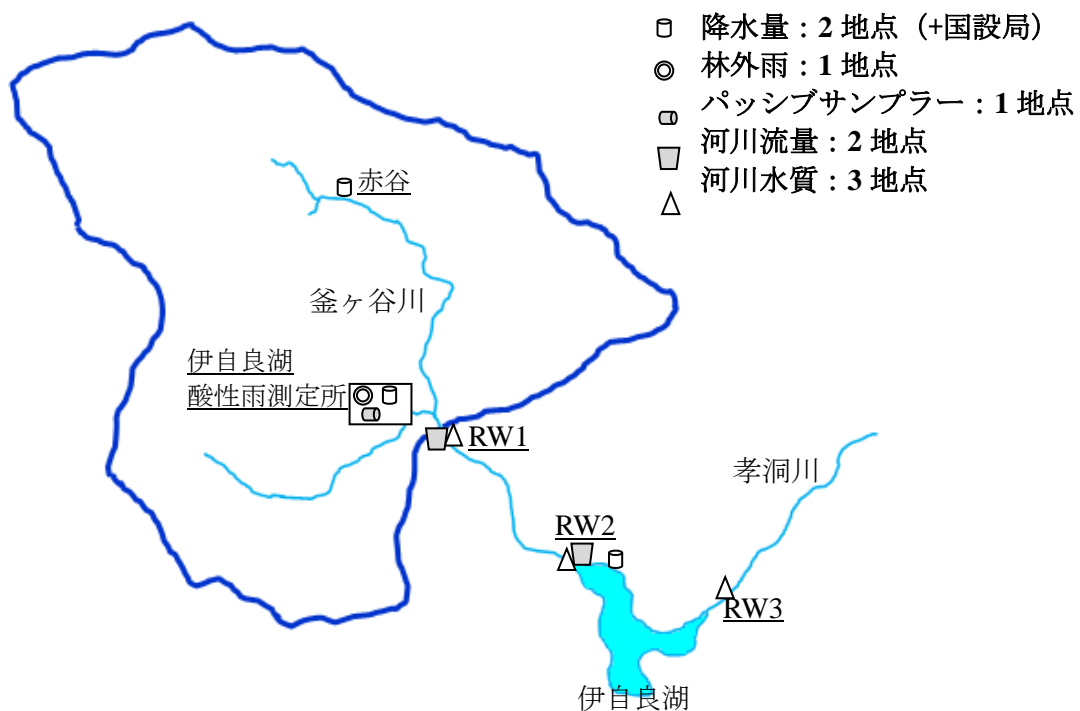 降水量：2 地点（+国設局）
林外雨：1 地点
パッシブサンプラー：1 地点
河川流量：2 地点
河川水質：3 地点
赤谷
釜ヶ谷川
伊自良湖
酸性雨測定所
RW1
孝洞川
RW2
RW3
伊自良湖